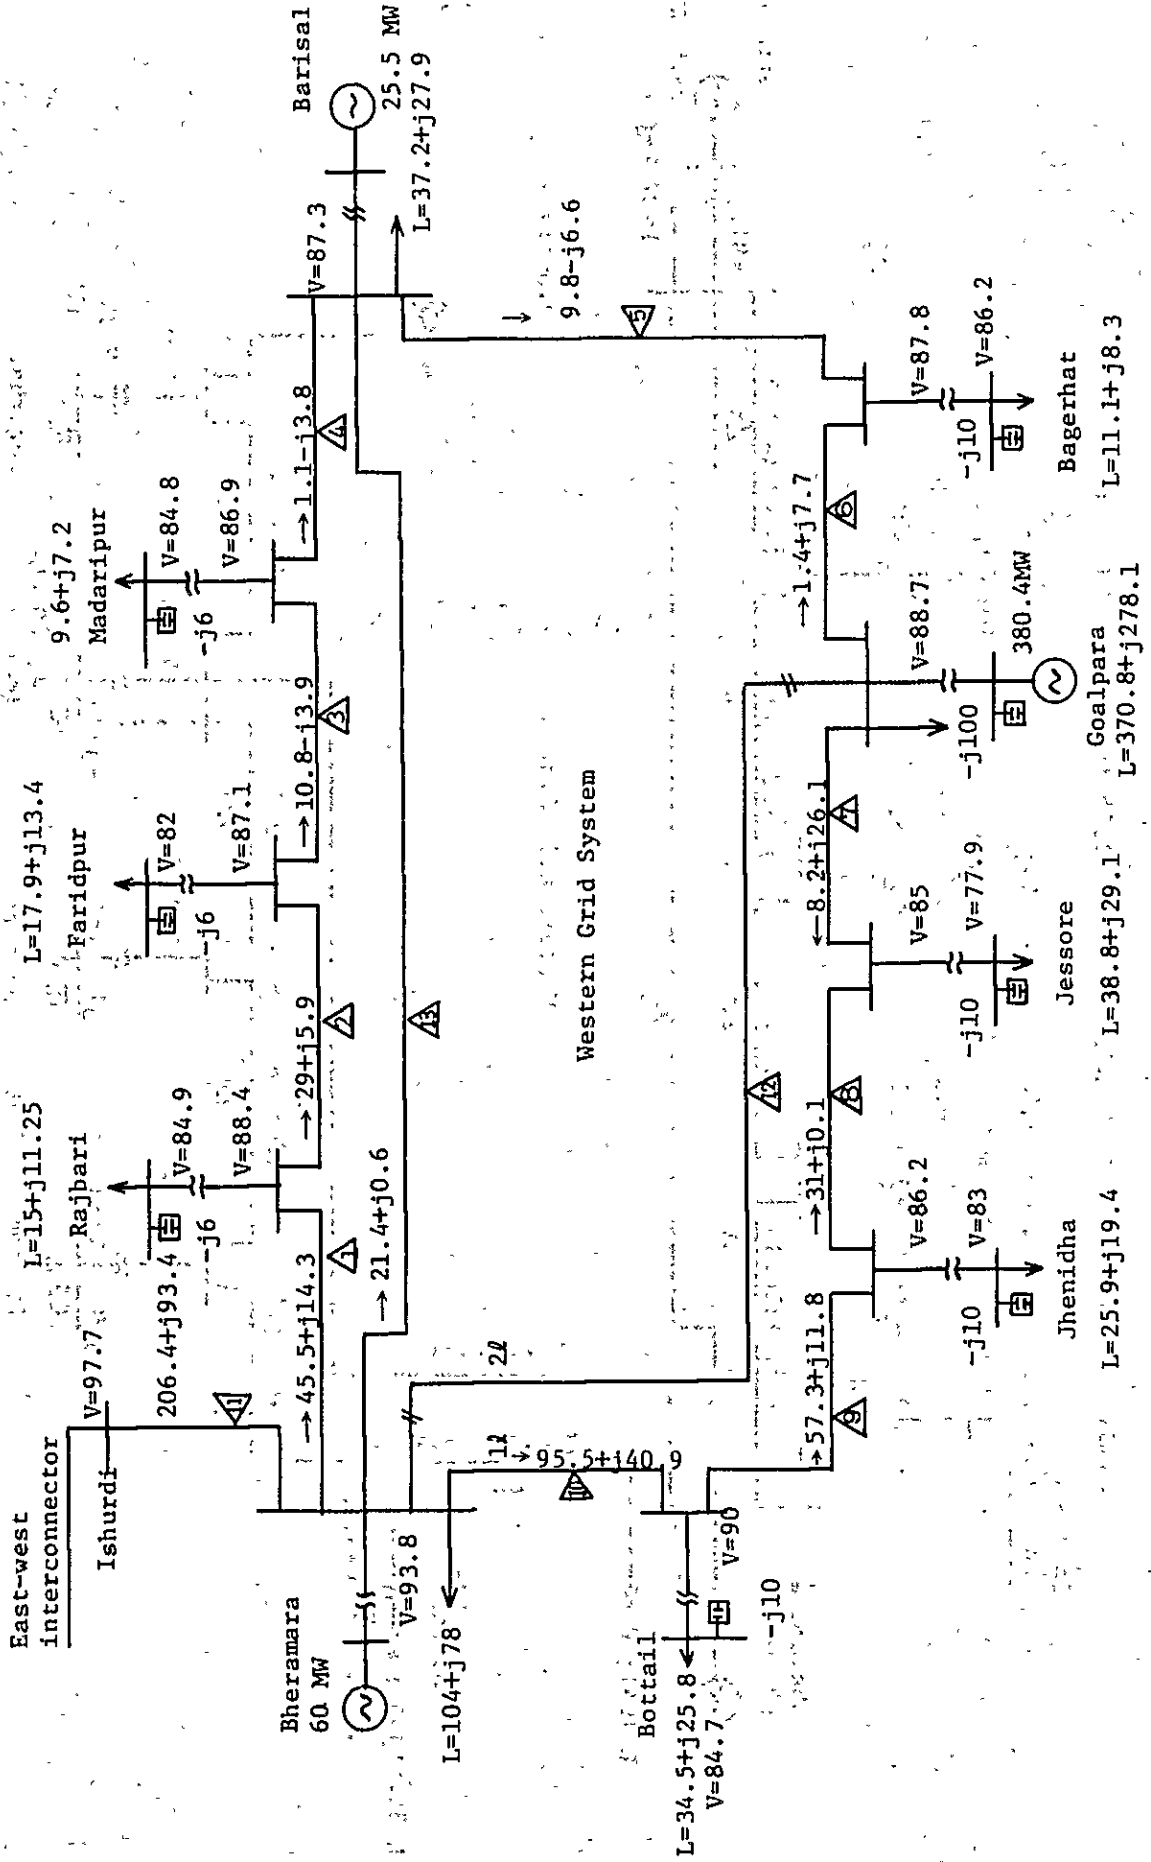 East-west
interconnector
Ishurdi
V=97.7
206.4+j93.4
11
Bheramara
60 MW
V=93.8
L=104+j78
→45.5+j14.3
1
L=15+j11.25
Rajbari
V=84.9
-j6
V=88.4
→29+j5.9
2
L=17.9+j13.4
Faridpur
V=82
-j6
V=87.1
→10.8-j3.9
3
9.6+j7.2
Madaripur
V=84.8
-j6
V=86.9
→1.1-j3.8
4
V=87.3
Barisal
25.5 MW
L=37.2+j27.9
→21.4+j0.6
13
→
9.8-j6.6
5
Western Grid System
2ℓ
12
1ℓ
→95.5+j40.9
10
Bottail
L=34.5+j25.8
V=84.7
V=90
-j10
→57.3+j11.8
9
V=86.2
V=83
-j10
Jhenidha
L=25.9+j19.4
→31+j0.1
8
V=85
V=77.9
-j10
Jessore
L=38.8+j29.1
←8.2+j26.1
7
V=88.7
-j100
380.4MW
Goalpara
L=370.8+j278.1
→1.4+j7.7
6
V=87.8
V=86.2
-j10
Bagerhat
L=11.1+j8.3